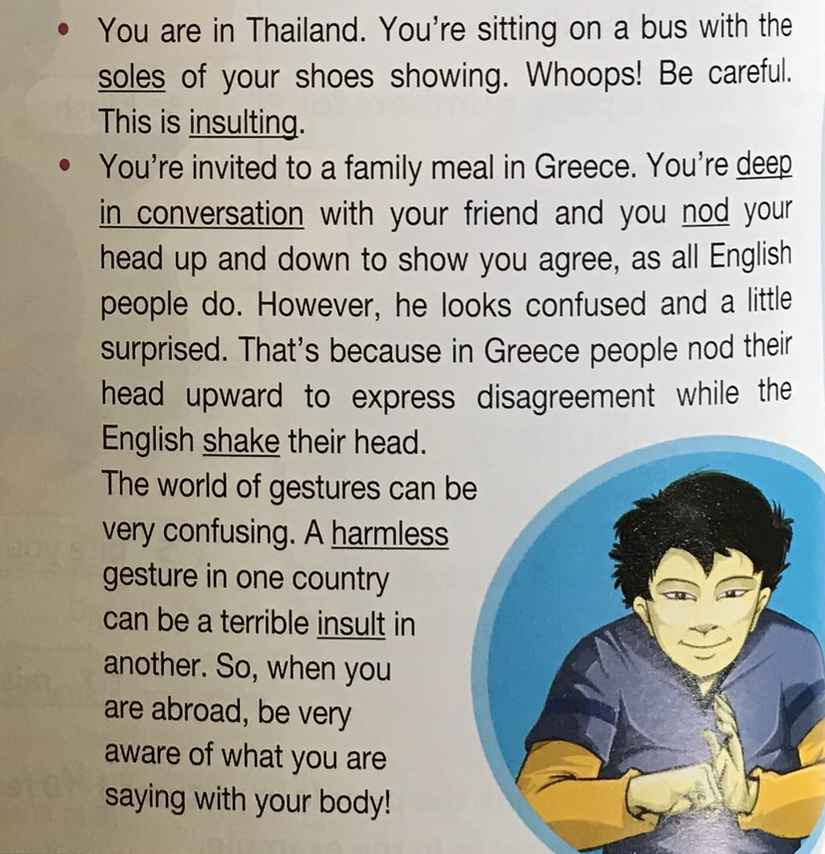 • You are in Thailand. You're sitting on a bus with the
soles of your shoes showing. Whoops! Be careful.
This is insulting.
• You're invited to a family meal in Greece. You're deep
in conversation with your friend and you nod your
head up and down to show you agree, as all English
people do. However, he looks confused and a little
surprised. That's because in Greece people nod their
head upward to express disagreement while the
English shake their head.
The world of gestures can be
very confusing. A harmless
gesture in one country
can be a terrible insult in
another. So, when you
are abroad, be very
aware of what you are
saying with your body!